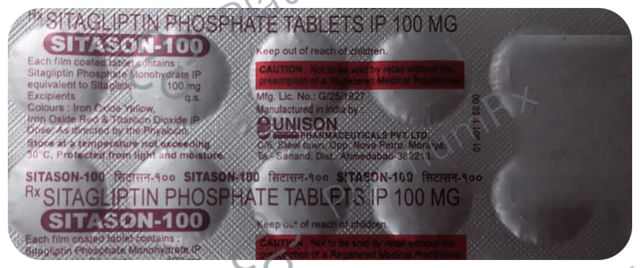 Rx SITAGLIPTIN PHOSPHATE TABLETS IP 100 MG
SITASON-100
Each film coated tablet contains :
Sitagliptin Phosphate Monohydrate IP
equivalent to Sitagliptin 100 mg
Excipients q.s.
Colours : Iron Oxide Yellow,
Iron Oxide Red & Titanium Dioxide IP
Dose: As directed by the Physician.
Store at a temperature not exceeding
30°C, Protected from light and moisture.
Keep out of reach of children.
CAUTION : Not to be sold by retail without the
prescription of a Registered Medical Practitioner.
Mfg. Lic. No.: G/25/1827
Manufactured in India by :
UNISON
PHARMACEUTICALS PVT. LTD.
Steel town, Opp. Nova Petro, Moraiya,
Ta.- Sanand, Dist.: Ahmedabad-382213.
SITASON-100 सिटासन-१०० SITASON-100 सिटासन-१०० SITASON-100 सिटासन-१००
Rx SITAGLIPTIN PHOSPHATE TABLETS IP 100 MG
SITASON-100
Each film coated tablet contains :
Sitagliptin Phosphate Monohydrate IP
Keep out of reach of children.
CAUTION : Not to be sold by retail without the
prescription of a Registered Medical Practitioner.